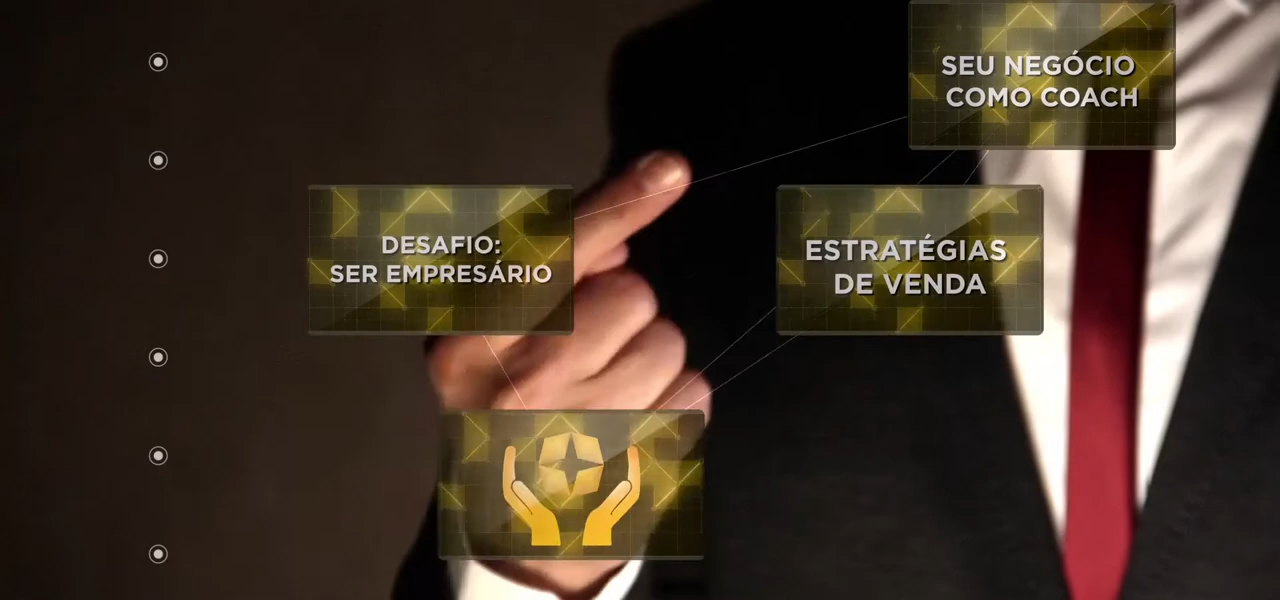 SEU NEGÓCIO
COMO COACH
DESAFIO:
SER EMPRESÁRIO
ESTRATÉGIAS
DE VENDA